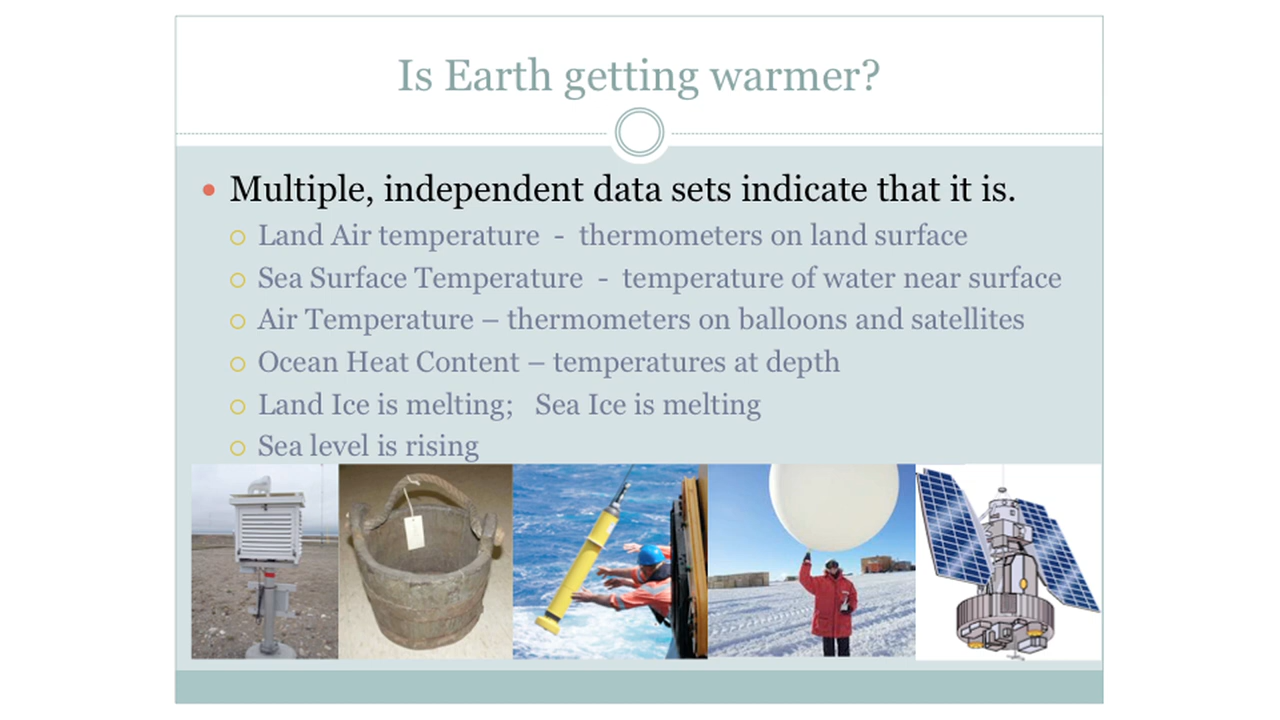 Is Earth getting warmer?
Multiple, independent data sets indicate that it is.
Land Air temperature - thermometers on land surface
Sea Surface Temperature - temperature of water near surface
Air Temperature – thermometers on balloons and satellites
Ocean Heat Content – temperatures at depth
Land Ice is melting; Sea Ice is melting
Sea level is rising